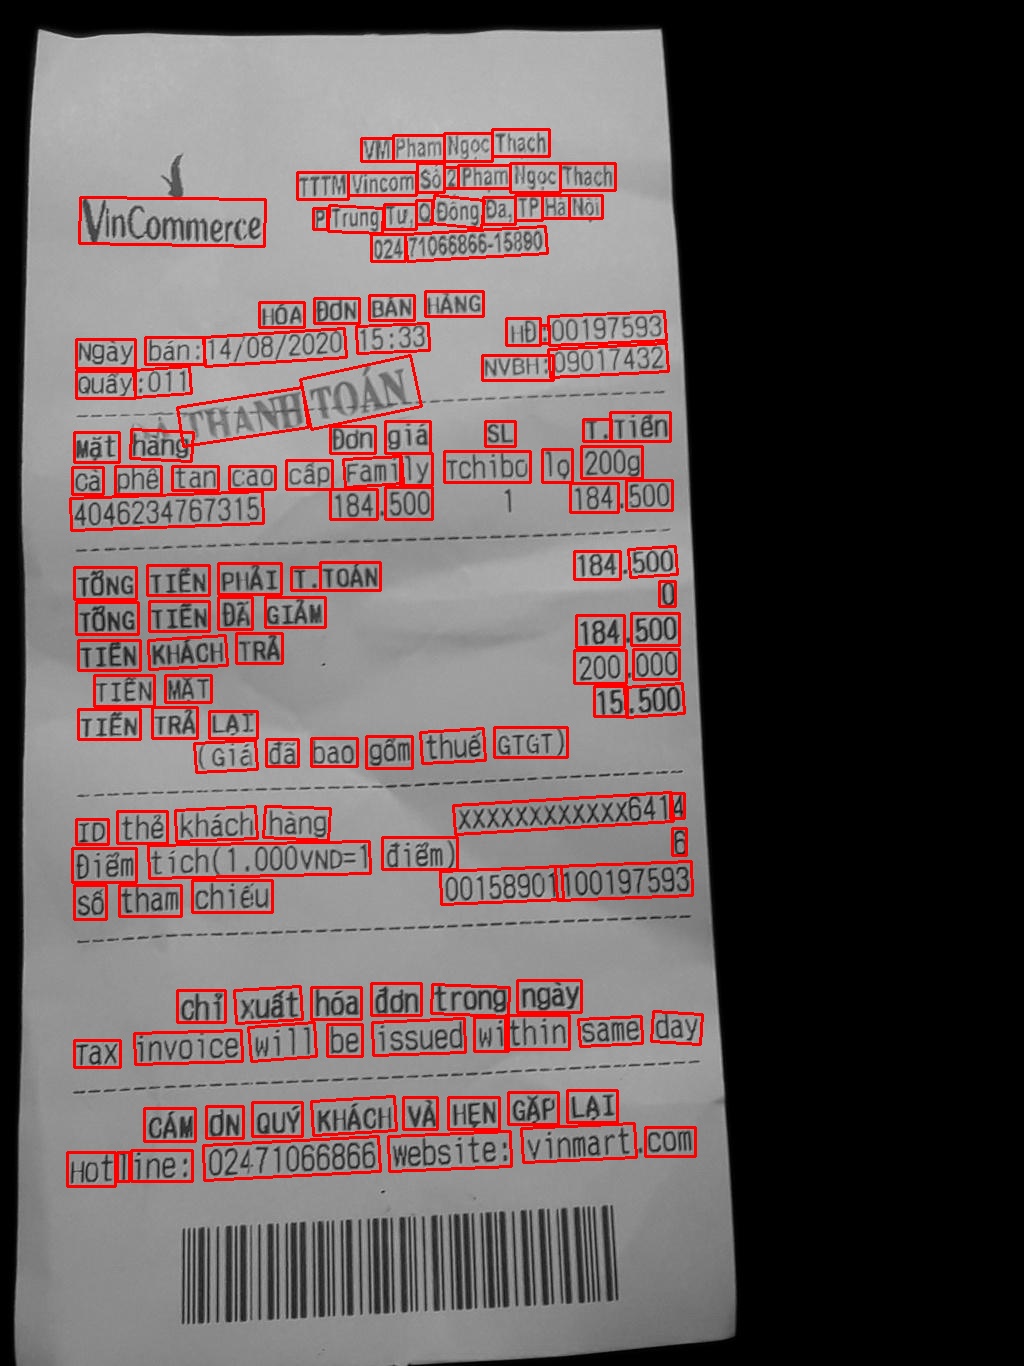 VM Phạm Ngọc Thạch
TTTM Vincom Số 2 Phạm Ngọc Thạch
P Trung Tự, Q Đống Đa, TP Hà Nội
024 71066866-15890
VinCommerce
HÓA ĐƠN BÁN HÀNG
Ngày bán:14/08/2020 15:33 HĐ:00197593
Quầy:011 NVBH:09017432
ĐÃ THANH TOÁN
Mặt hàng Đơn giá SL T.Tiền
Cà phê tan cao cấp Family Tchibo lọ 200g
4046234767315 184.500 1 184.500
TỔNG TIỀN PHẢI T.TOÁN 184.500
TỔNG TIỀN ĐÃ GIẢM 0
TIỀN KHÁCH TRẢ 184.500
TIỀN MẶT 200.000
TIỀN TRẢ LẠI 15.500
(Giá đã bao gồm thuế GTGT)
ID thẻ khách hàng XXXXXXXXXXXX6414
Điểm tích(1.000VND=1 điểm) 6
Số tham chiếu 00158901100197593
chỉ xuất hóa đơn trong ngày
Tax invoice will be issued within same day
CÁM ƠN QUÝ KHÁCH VÀ HẸN GẶP LẠI
Hotline: 02471066866 Website: vinmart.com